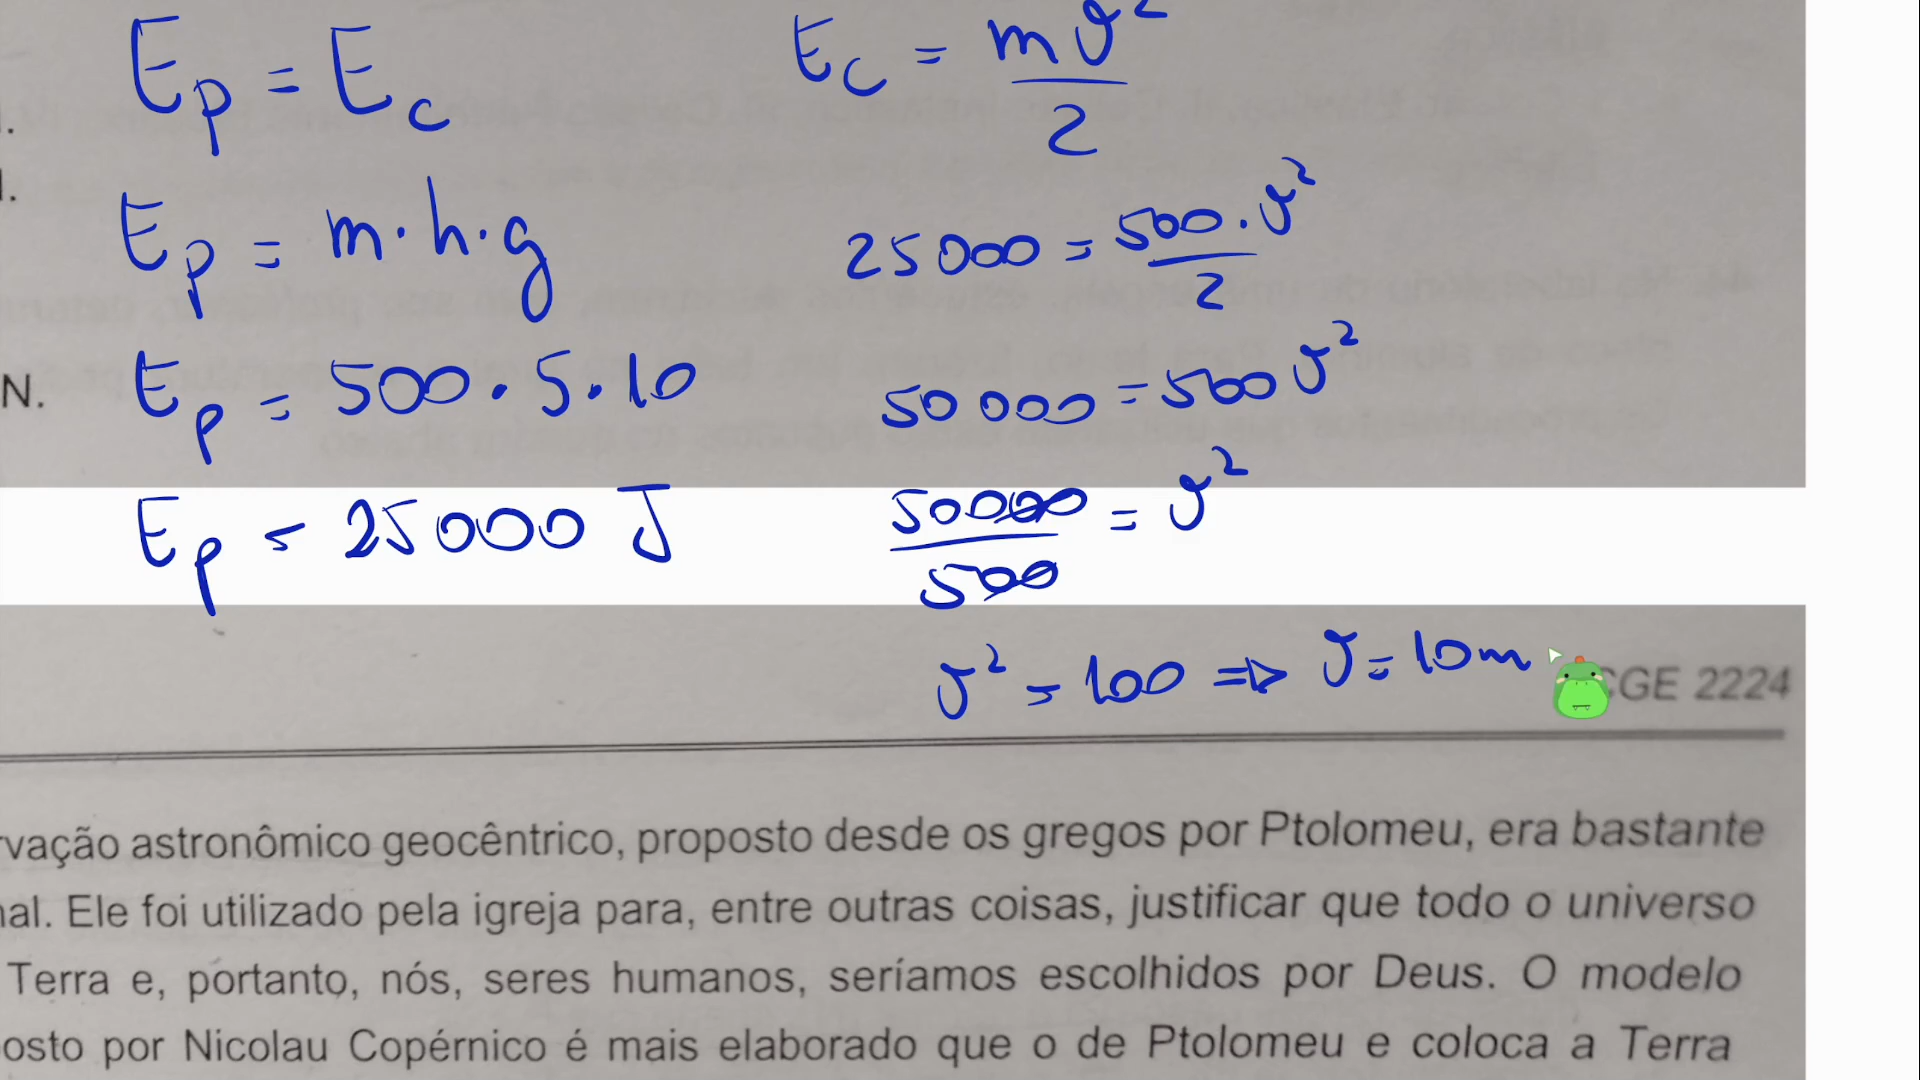 Ep = Ec
Ep = m·h·g
N. Ep = 500·5·10
Ep = 25000 J
Ec = mv²/2
25000 = 500·v²/2
50000 = 500v²
50000/500 = v²
v² = 100 => v = 10m
CGE 2224
rvação astronômico geocêntrico, proposto desde os gregos por Ptolomeu, era bastante
nal. Ele foi utilizado pela igreja para, entre outras coisas, justificar que todo o universo
Terra e, portanto, nós, seres humanos, seríamos escolhidos por Deus. O modelo
osto por Nicolau Copérnico é mais elaborado que o de Ptolomeu e coloca a Terra